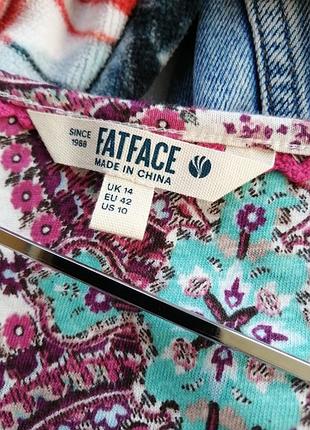 SINCE
1988
FATFACE
MADE IN CHINA
UK 14
EU 42
US 10